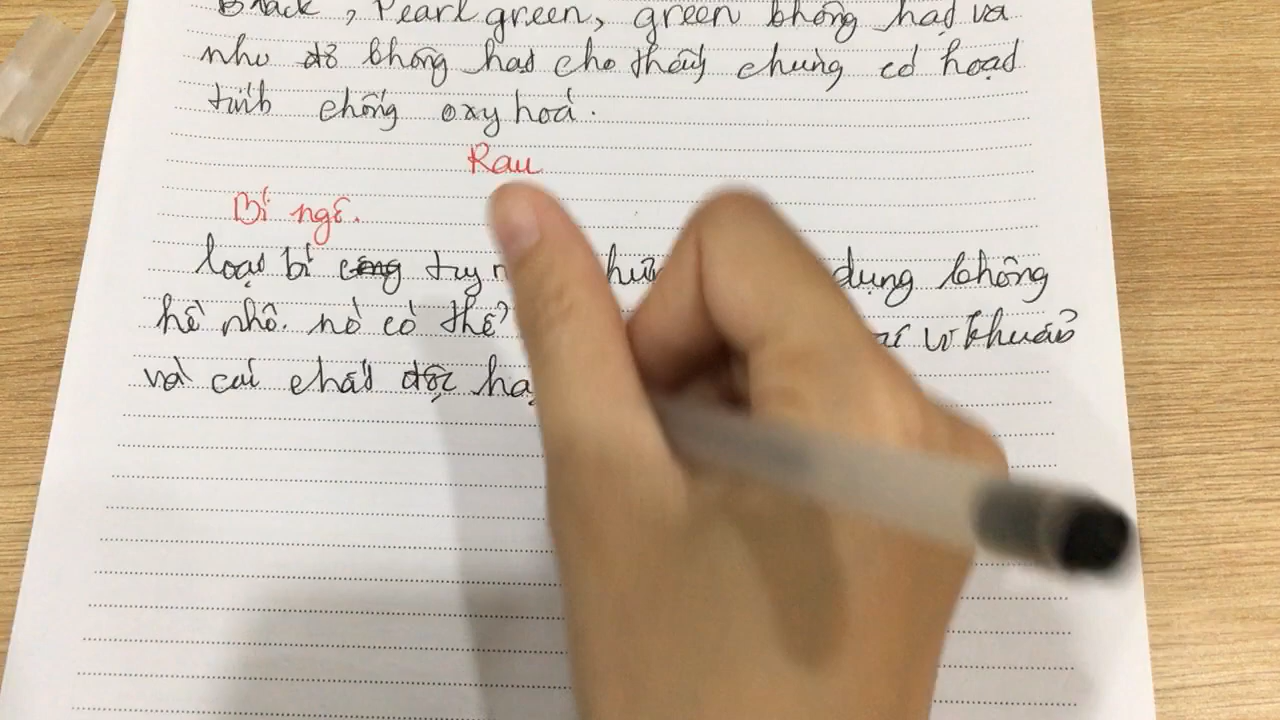 Black, Pearl green, green không hạt và
nho đỏ không hạt cho thấy chúng có hoạt
tính chống oxy hoá.
Rau
Bí ngô.
loại bí dụng không
hề nhỏ. nó có thể vi khuẩn
và cái chất độc